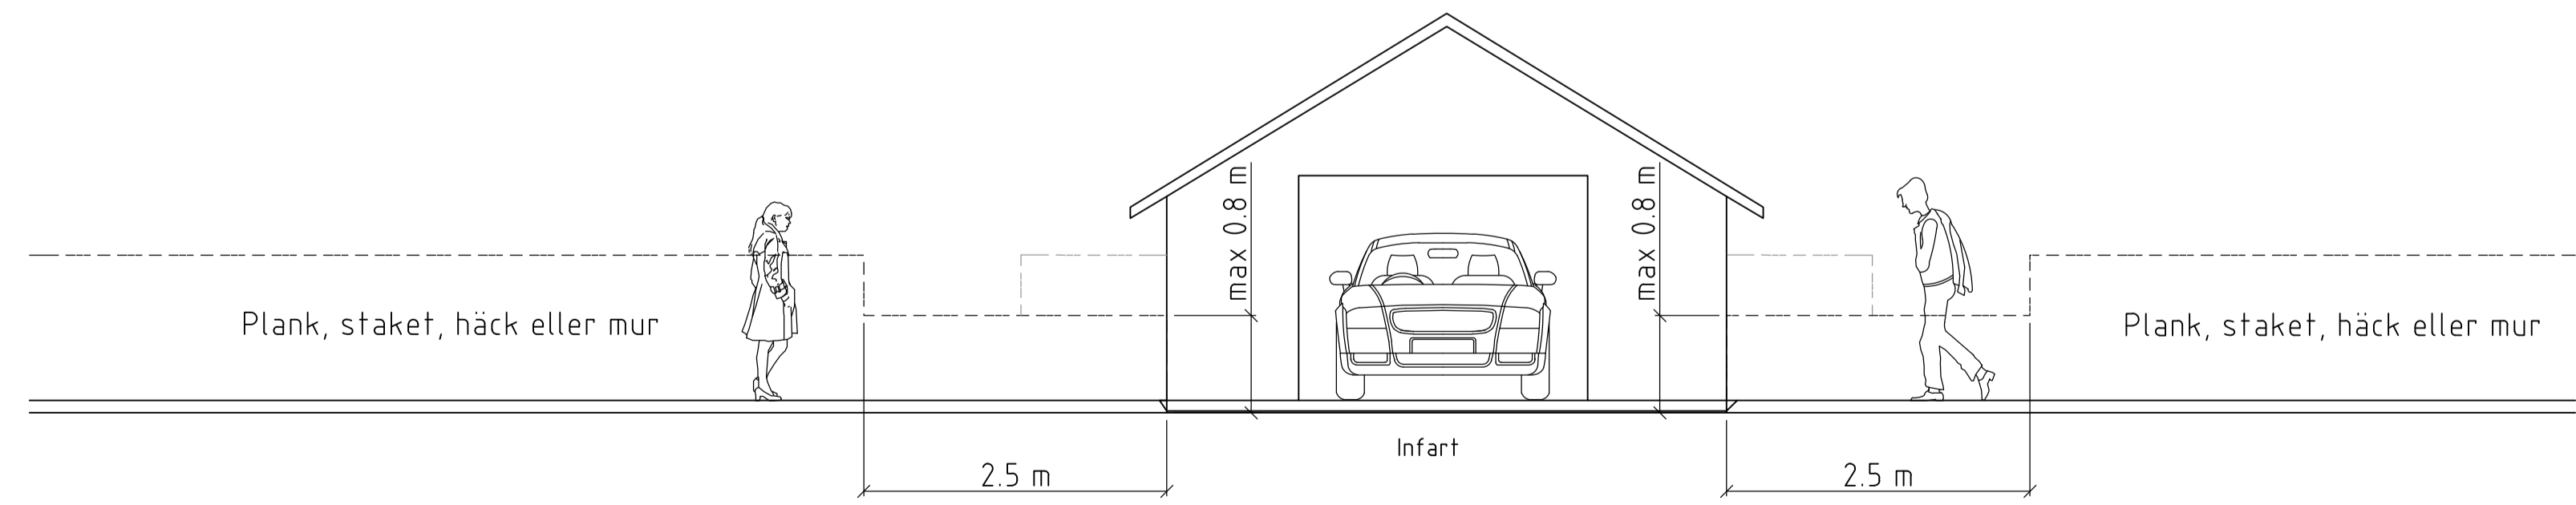 max 0.8 m
max 0.8 m
Plank, staket, häck eller mur
Plank, staket, häck eller mur
Infart
2.5 m
2.5 m